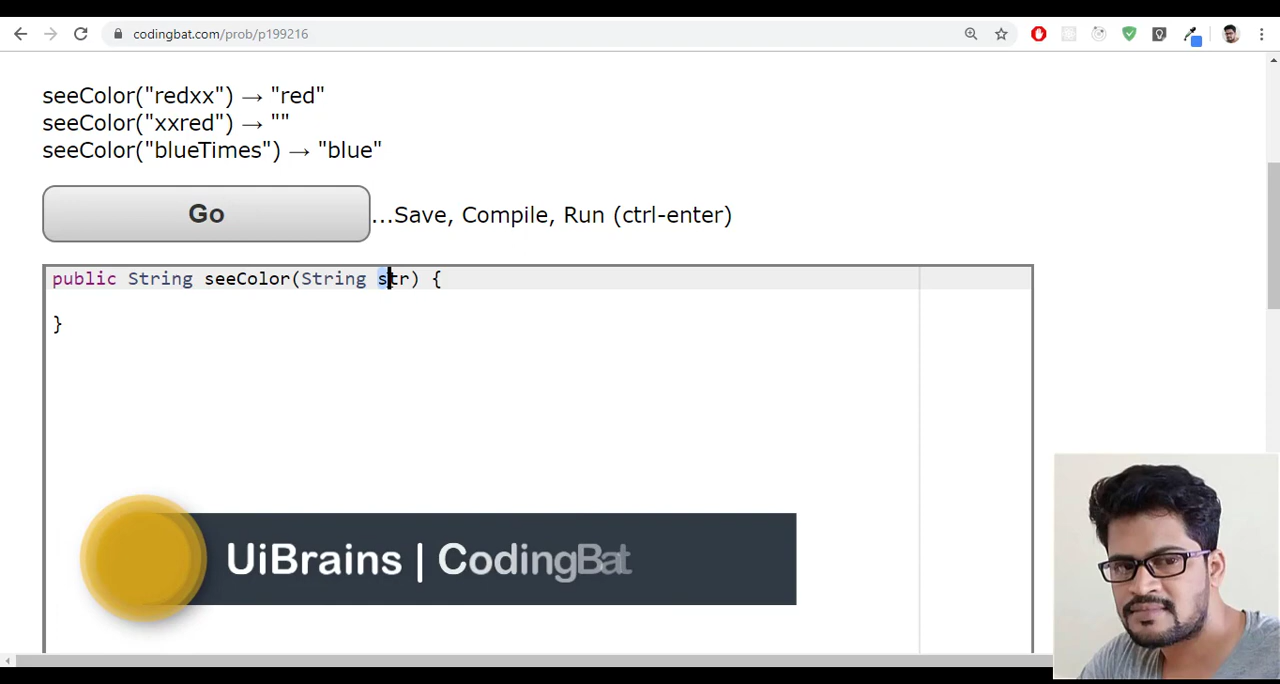 codingbat.com/prob/p199216
seeColor("redxx") → "red"
seeColor("xxred") → ""
seeColor("blueTimes") → "blue"
Go ...Save, Compile, Run (ctrl-enter)
public String seeColor(String str) {
}
UiBrains | CodingBat